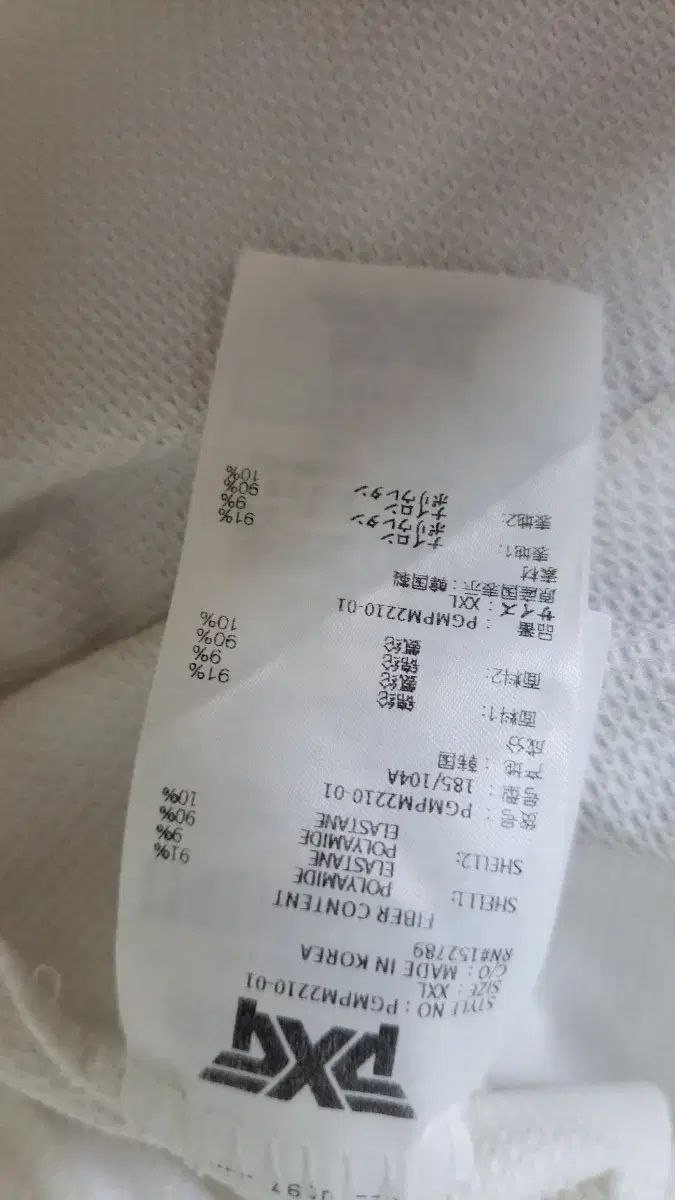 PXG
STYLE NO : PGMPM2210-01
SIZE : XXL
C/O : MADE IN KOREA
RN#152789
FIBER CONTENT
SHELL1: POLYAMIDE 91%
ELASTANE 9%
SHELL2: POLYAMIDE 90%
ELASTANE 10%
货号 : PGMPM2210-01
号型 : 185/104A
产地 : 韩国
成分
面料1: 锦纶 91%
氨纶 9%
面料2: 锦纶 90%
氨纶 10%
品番 : PGMPM2210-01
サイズ : XXL
原産国表示 : 韓国製
素材
表地1: ナイロン 91%
ポリウレタン 9%
表地2: ナイロン 90%
ポリウレタン 10%